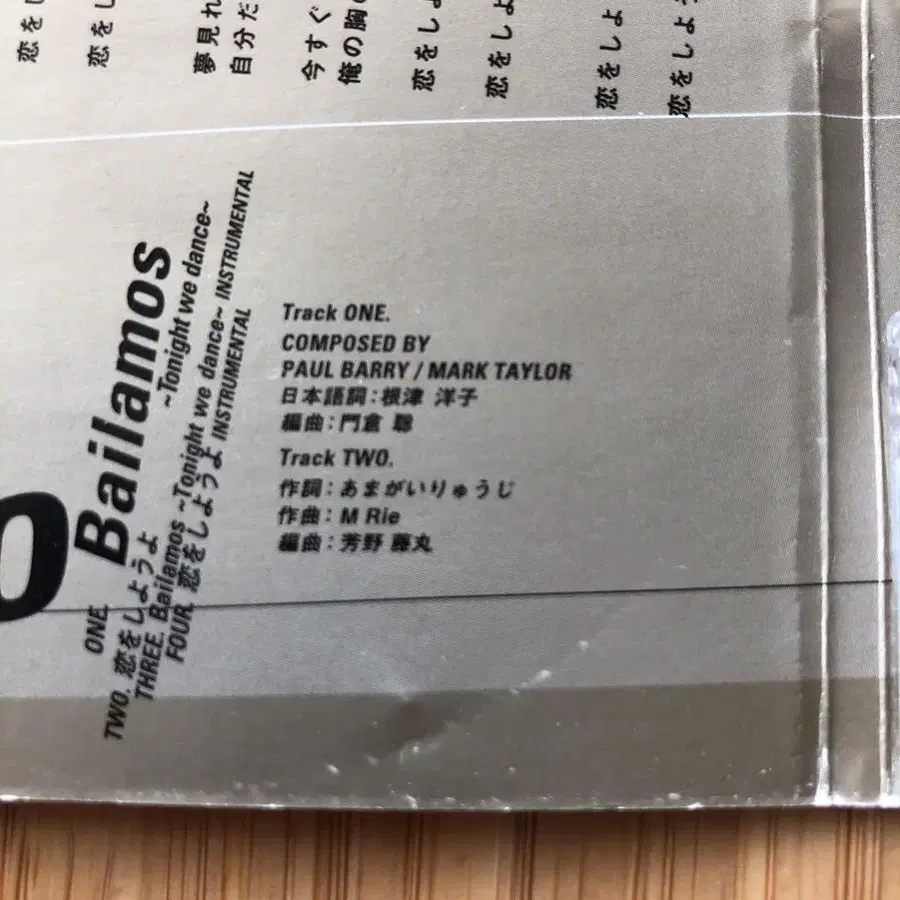 恋をし
恋をし
夢見れ
自分だ
今すぐ
俺の胸
恋をしよ
恋をしよ
恋をしょ
恋をしよう
ONE. Bailamos
~Tonight we dance~
TWO. 恋をしようよ
THREE. Bailamos ~Tonight we dance~ INSTRUMENTAL
FOUR. 恋をしようよ INSTRUMENTAL
Track ONE.
COMPOSED BY
PAUL BARRY / MARK TAYLOR
日本語詞:根津 洋子
編曲:門倉 聡
Track TWO.
作詞:あまがいりゅうじ
作曲:M Rie
編曲:芳野 藤丸